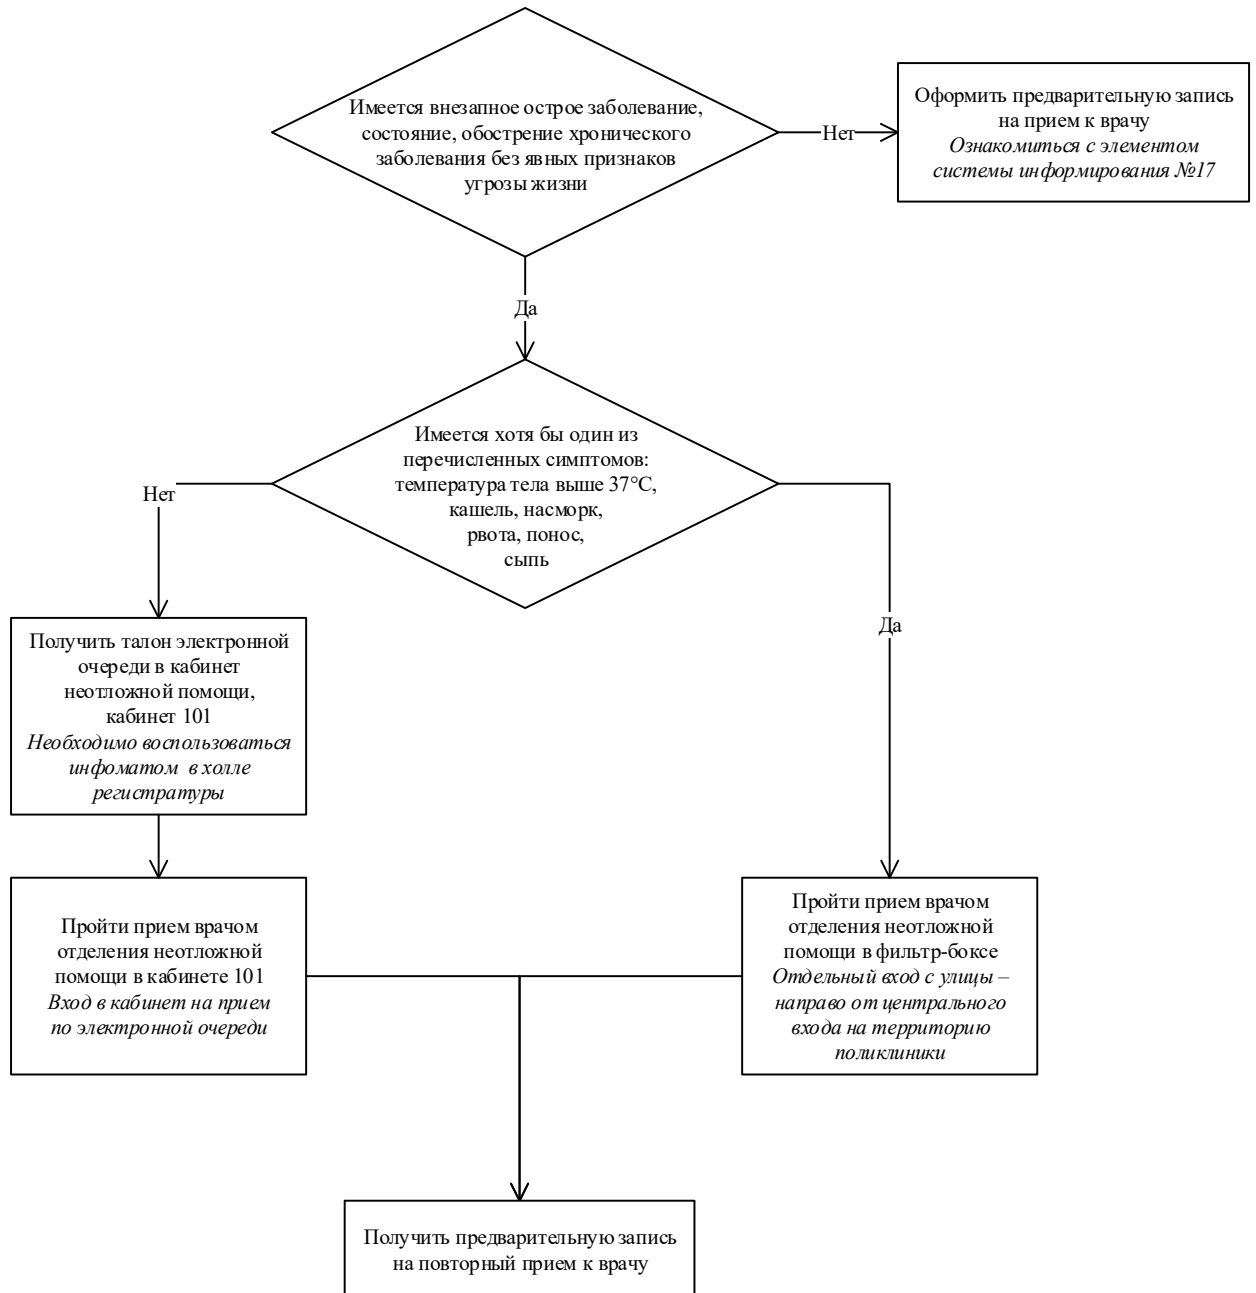 Имеется внезапное острое заболевание,
состояние, обострение хронического
заболевания без явных признаков
угрозы жизни
Нет
Оформить предварительную запись
на прием к врачу
Ознакомиться с элементом
системы информирования №17
Да
Имеется хотя бы один из
перечисленных симптомов:
температура тела выше 37°С,
кашель, насморк,
рвота, понос,
сыпь
Нет
Да
Получить талон электронной
очереди в кабинет
неотложной помощи,
кабинет 101
Необходимо воспользоваться
инфоматом в холле
регистратуры
Пройти прием врачом
отделения неотложной
помощи в кабинете 101
Вход в кабинет на прием
по электронной очереди
Пройти прием врачом
отделения неотложной
помощи в фильтр-боксе
Отдельный вход с улицы –
направо от центрального
входа на территорию
поликлиники
Получить предварительную запись
на повторный прием к врачу